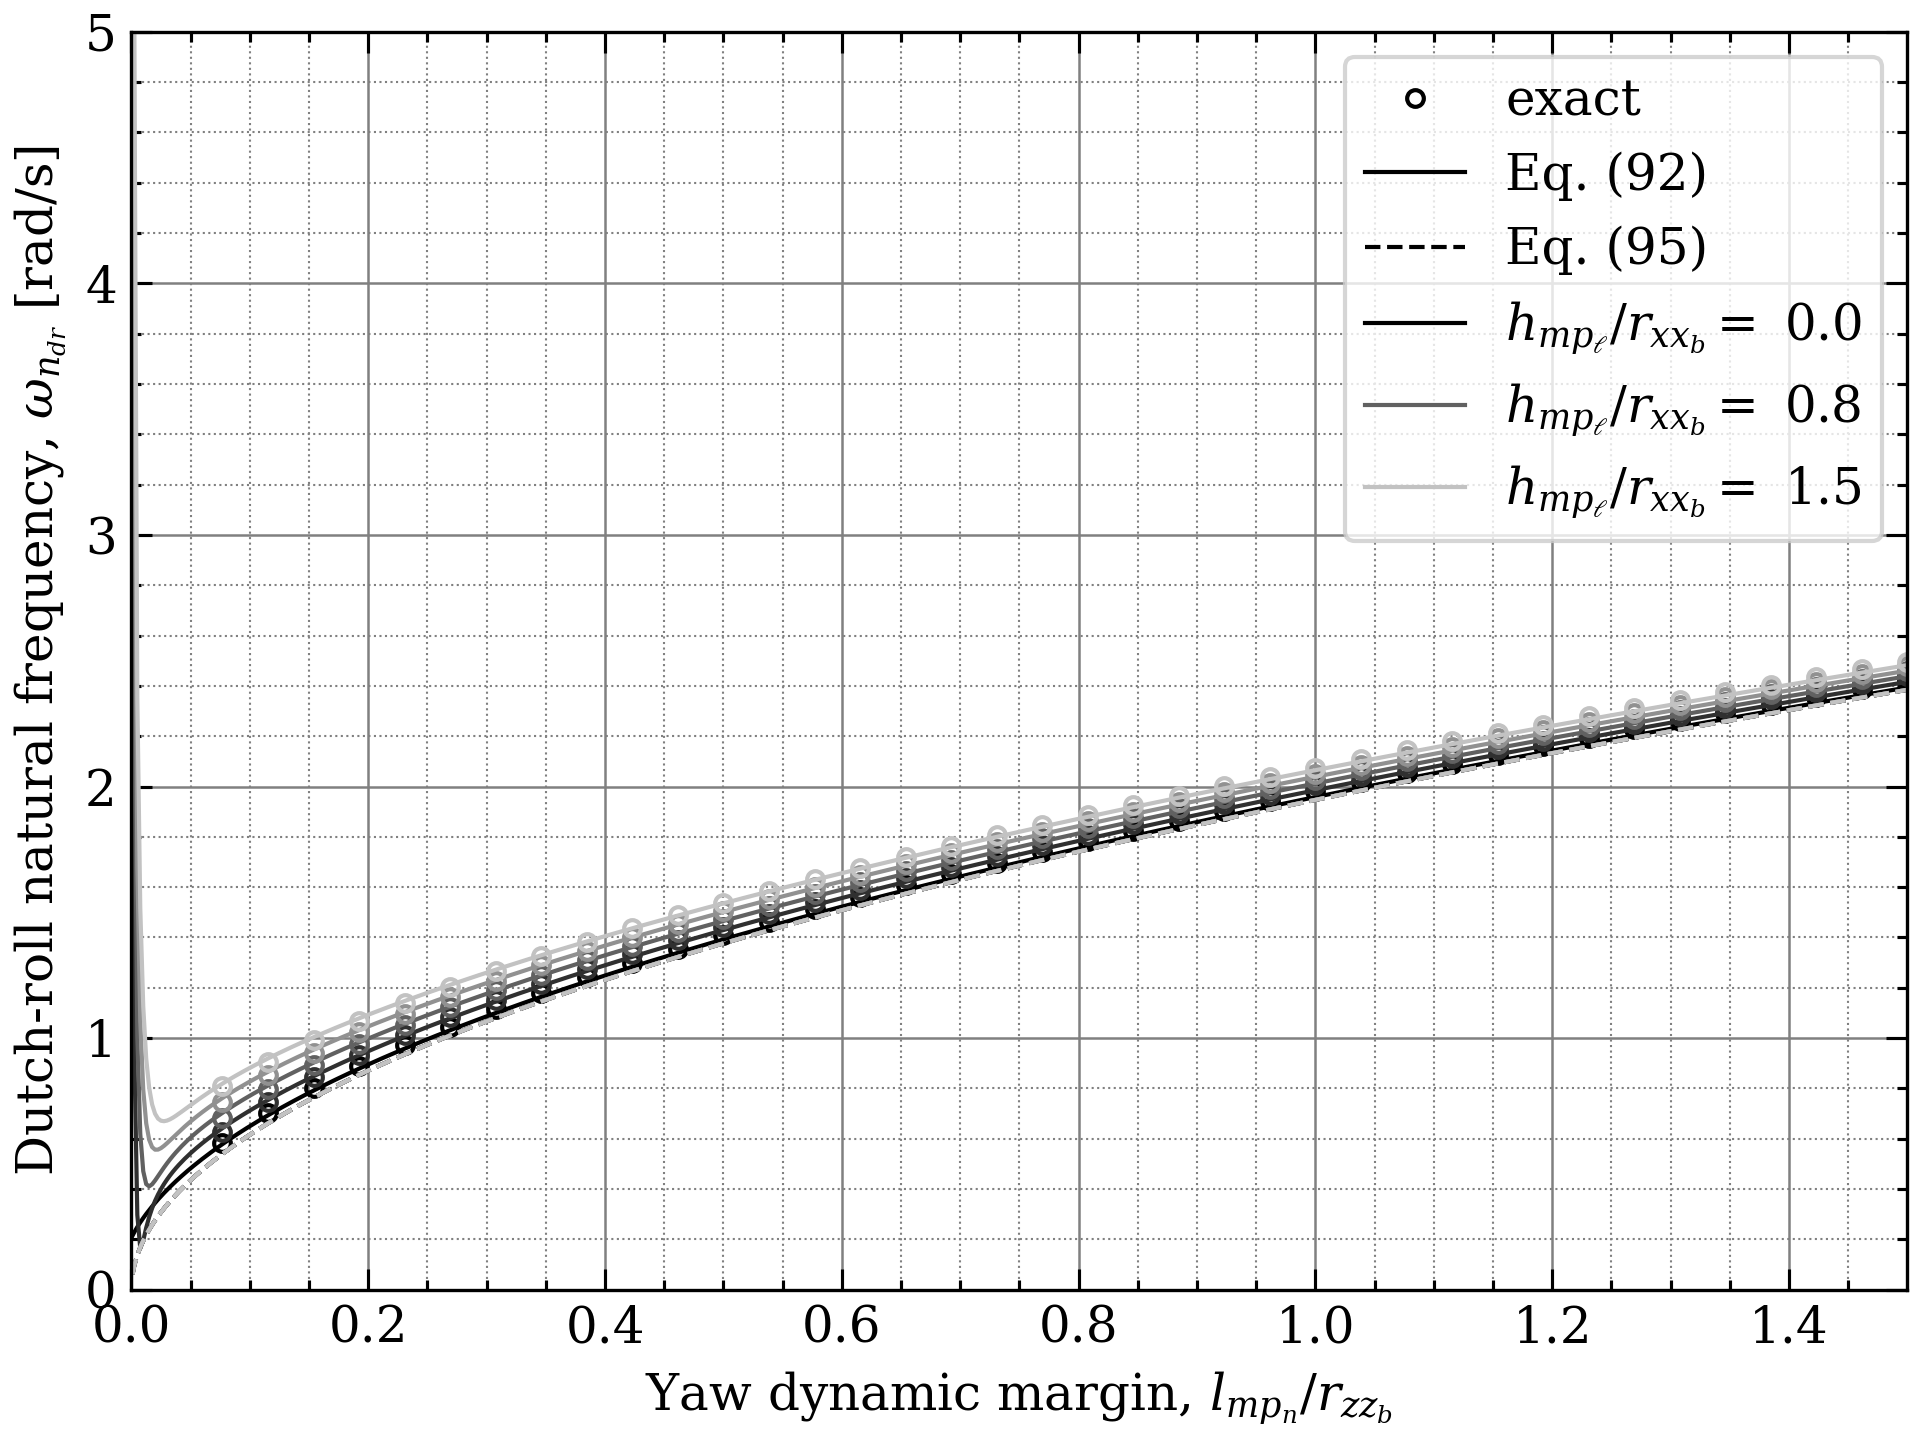 Dutch-roll natural frequency, ω_{n_{dr}} [rad/s]
5
4
3
2
1
0
exact
Eq. (92)
Eq. (95)
h_{mp_ℓ}/r_{xx_b} = 0.0
h_{mp_ℓ}/r_{xx_b} = 0.8
h_{mp_ℓ}/r_{xx_b} = 1.5
0.0 0.2 0.4 0.6 0.8 1.0 1.2 1.4
Yaw dynamic margin, l_{mp_n}/r_{zz_b}